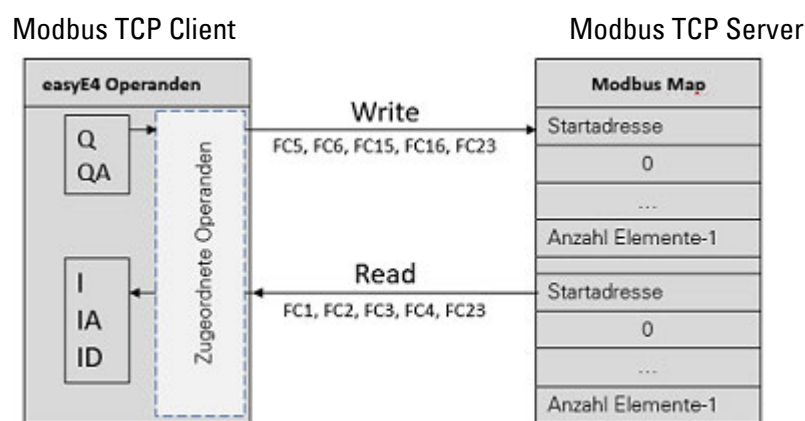 Modbus TCP Client
Modbus TCP Server
easyE4 Operanden
Q
QA
I
IA
ID
Zugeordnete Operanden
Write
FC5, FC6, FC15, FC16, FC23
Read
FC1, FC2, FC3, FC4, FC23
Modbus Map
Startadresse
0
...
Anzahl Elemente-1
Startadresse
0
...
Anzahl Elemente-1